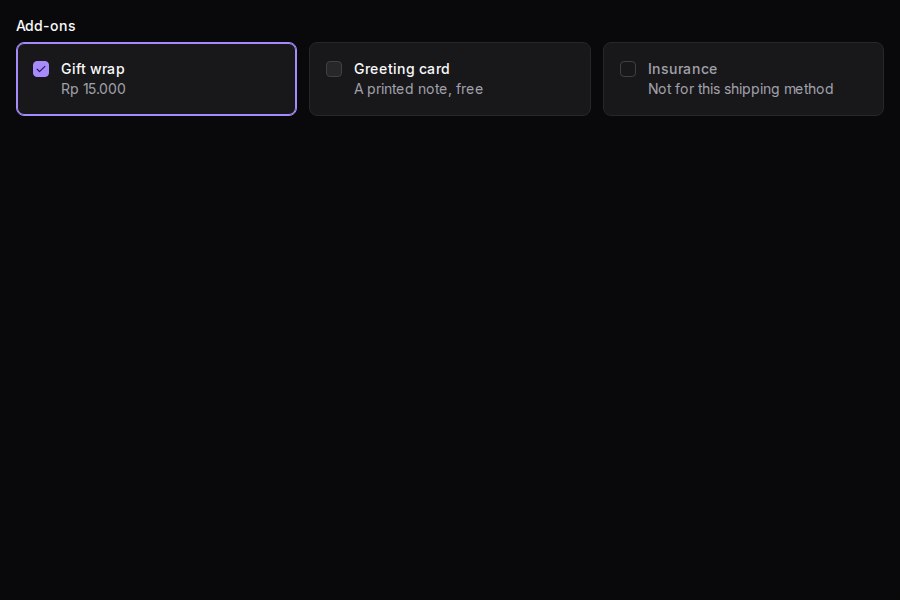 Add-ons
Gift wrap
Rp 15.000
Greeting card
A printed note, free
Insurance
Not for this shipping method